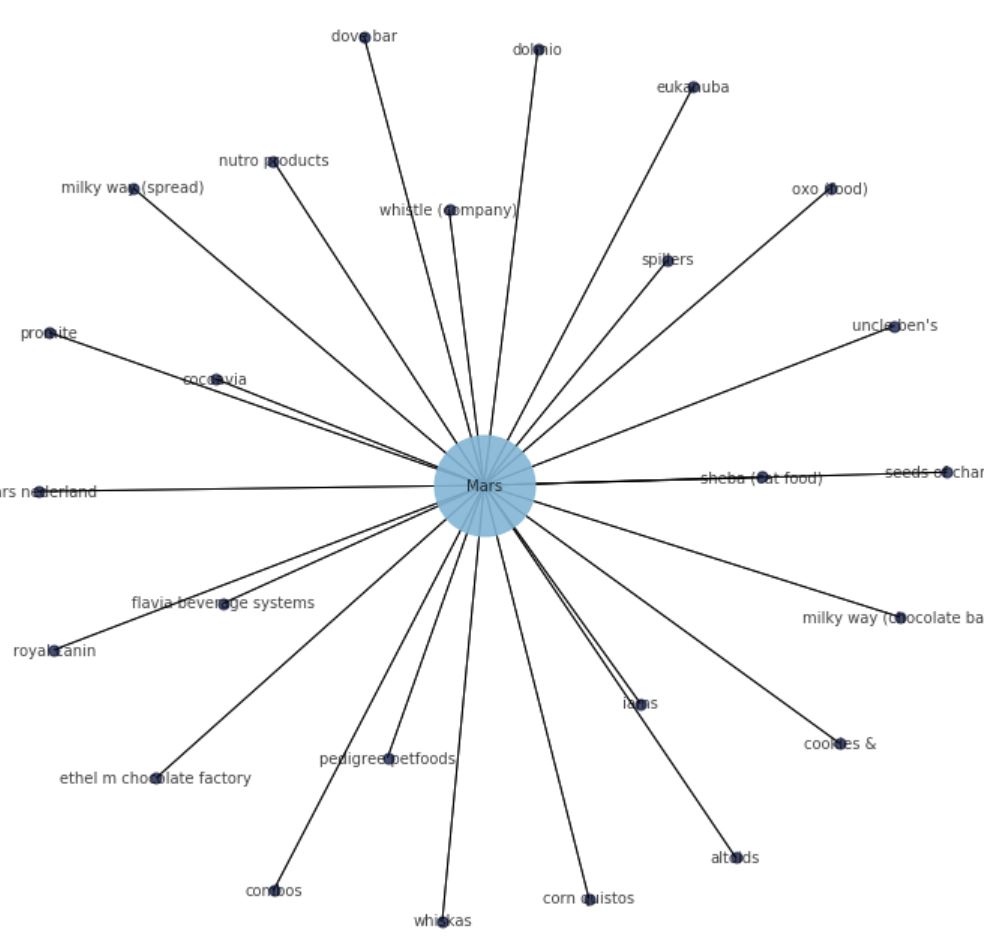 dove bar
dolmio
eukanuba
nutro products
milky way (spread)
oxo (food)
whistle (company)
spillers
uncle ben's
promite
cocoavia
sheba (cat food)
seeds of char
Mars
rs nederland
flavia beverage systems
milky way (chocolate ba
royal canin
iams
cookies &
pedigree petfoods
ethel m chocolate factory
altoids
combos
corn quistos
whiskas